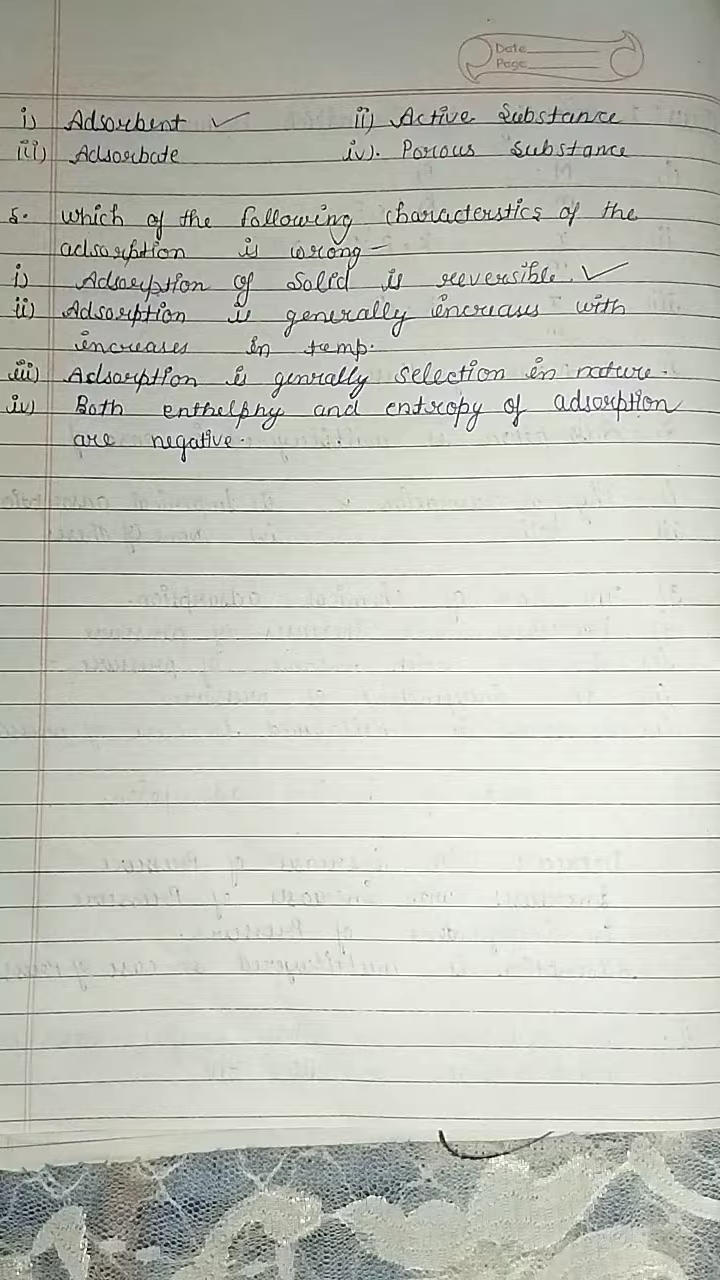 Date
Page
i) Adsorbent ✓ ii) Active Substance
iii) Adsorbate iv). Porous Substance
5. which of the following characterstics of the
adsorption is wrong –
i) Adsorption of Solid is reversible. ✓
ii) Adsorption is generally increases with
increases in temp.
iii) Adsorption is genrally selection in nature.
iv) Both enthelphy and entropy of adsorption
are negative.